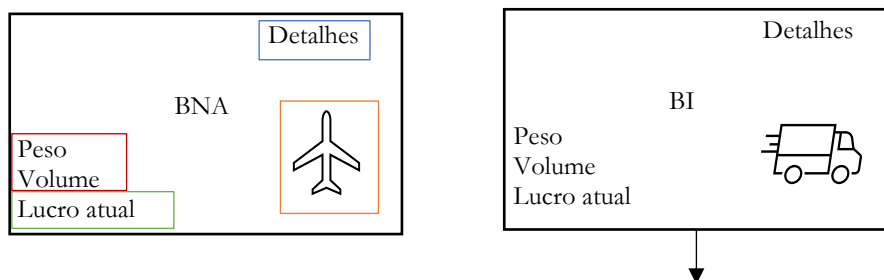 Detalhes
BNA
Peso
Volume
Lucro atual
Detalhes
BI
Peso
Volume
Lucro atual